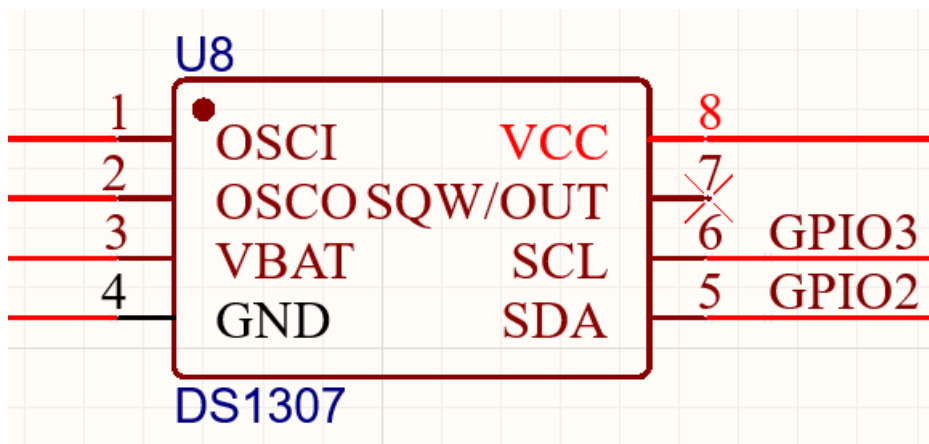 U8
1 OSCI VCC 8
2 OSCO SQW/OUT 7
3 VBAT SCL 6 GPIO3
4 GND SDA 5 GPIO2
DS1307